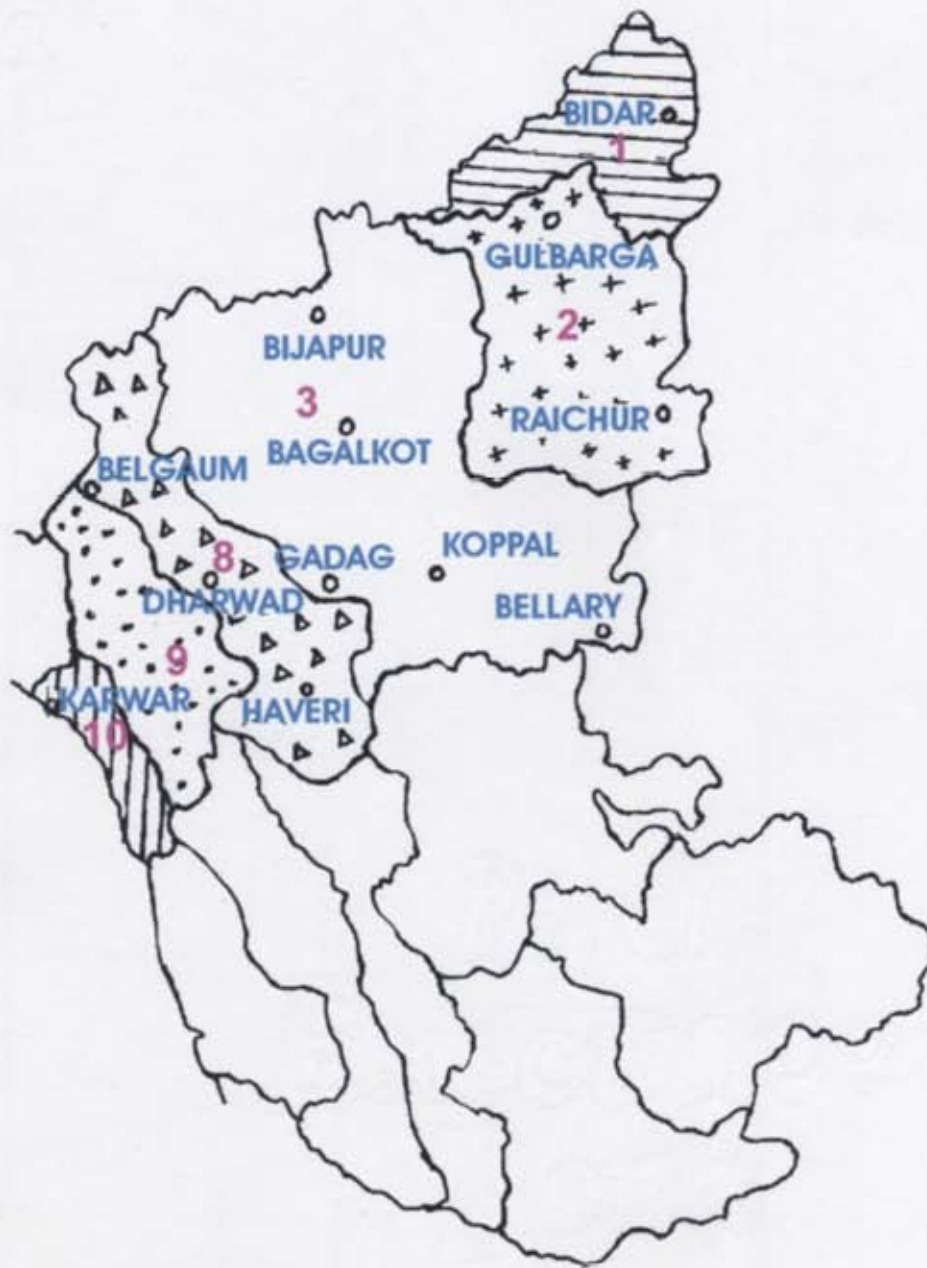 BIDAR
1
GULBARGA
2
BIJAPUR
3
RAICHUR
BAGALKOT
BELGAUM
KOPPAL
8
GADAG
DHARWAD
BELLARY
9
KARWAR
HAVERI
10